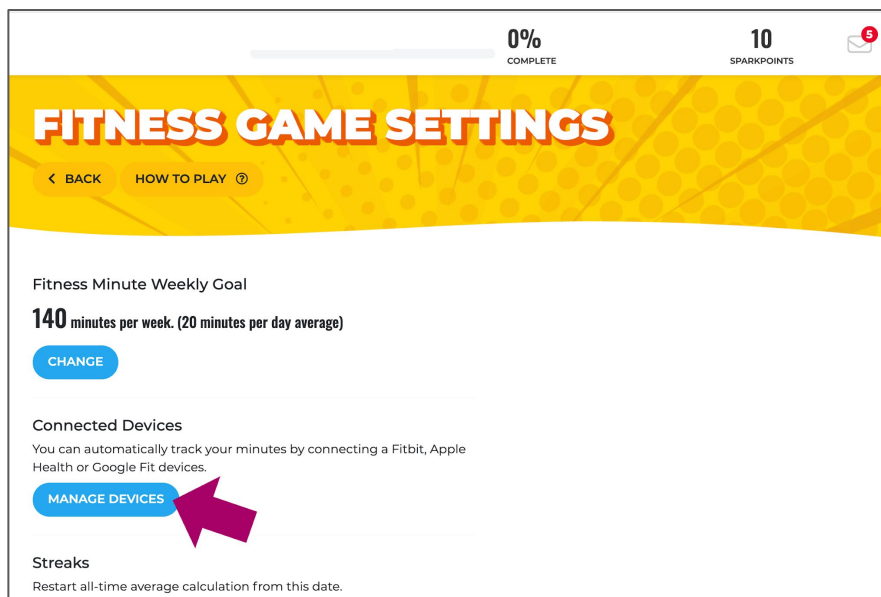 0%
COMPLETE
10
SPARKPOINTS
5
FITNESS GAME SETTINGS
BACK
HOW TO PLAY ?
Fitness Minute Weekly Goal
140 minutes per week. (20 minutes per day average)
CHANGE
Connected Devices
You can automatically track your minutes by connecting a Fitbit, Apple
Health or Google Fit devices.
MANAGE DEVICES
Streaks
Restart all-time average calculation from this date.